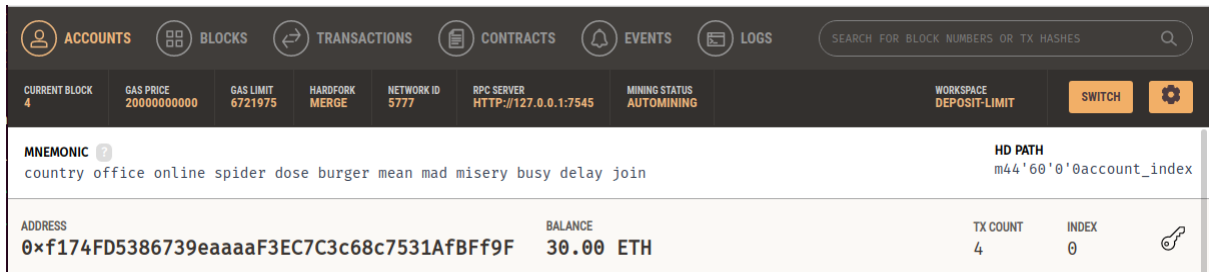 ACCOUNTS BLOCKS TRANSACTIONS CONTRACTS EVENTS LOGS SEARCH FOR BLOCK NUMBERS OR TX HASHES
CURRENT BLOCK GAS PRICE GAS LIMIT HARDFORK NETWORK ID RPC SERVER MINING STATUS WORKSPACE SWITCH
4 20000000000 6721975 MERGE 5777 HTTP://127.0.0.1:7545 AUTOMINING DEPOSIT-LIMIT
MNEMONIC ? HD PATH
country office online spider dose burger mean mad misery busy delay join m44'60'0'0account_index
ADDRESS BALANCE TX COUNT INDEX
0×f174FD5386739eaaaaF3EC7C3c68c7531AfBFf9F 30.00 ETH 4 0